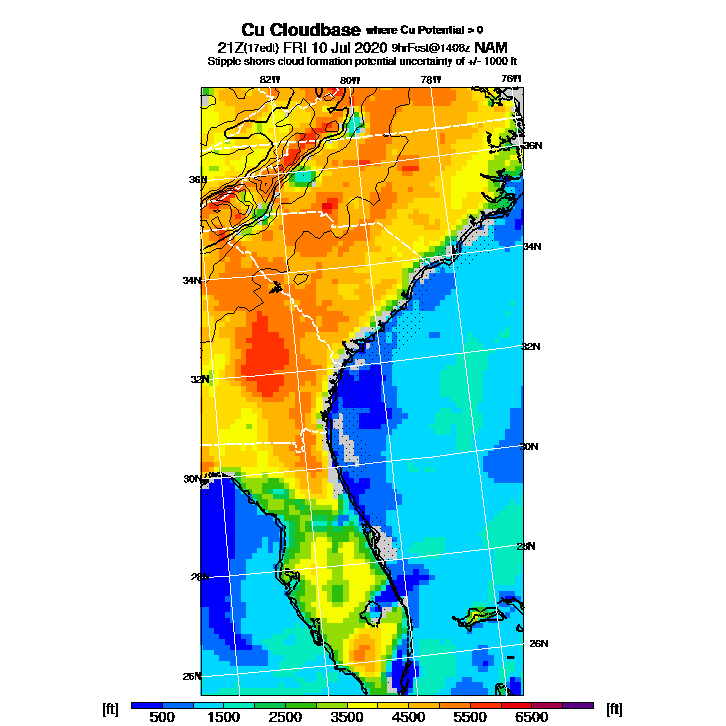 Cu Cloudbase where Cu Potential > 0
21Z(17edt) FRI 10 Jul 2020 9hrFcst@1408z NAM
Stipple shows cloud formation potential uncertainty of +/- 1000 ft
82W 80W 78W 76W
36N 36N
34N 34N
32N 32N
30N 30N
28N 28N
26N 26N
[ft] 500 1500 2500 3500 4500 5500 6500 [ft]